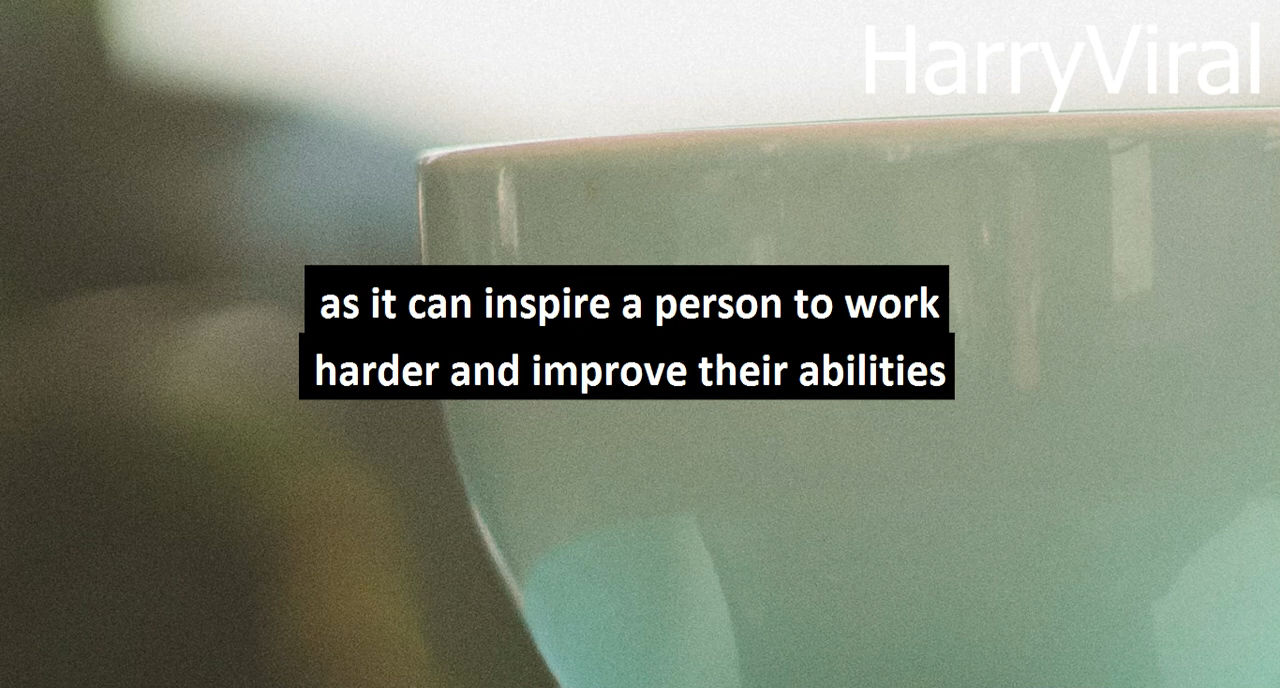 HarryViral
as it can inspire a person to work
harder and improve their abilities